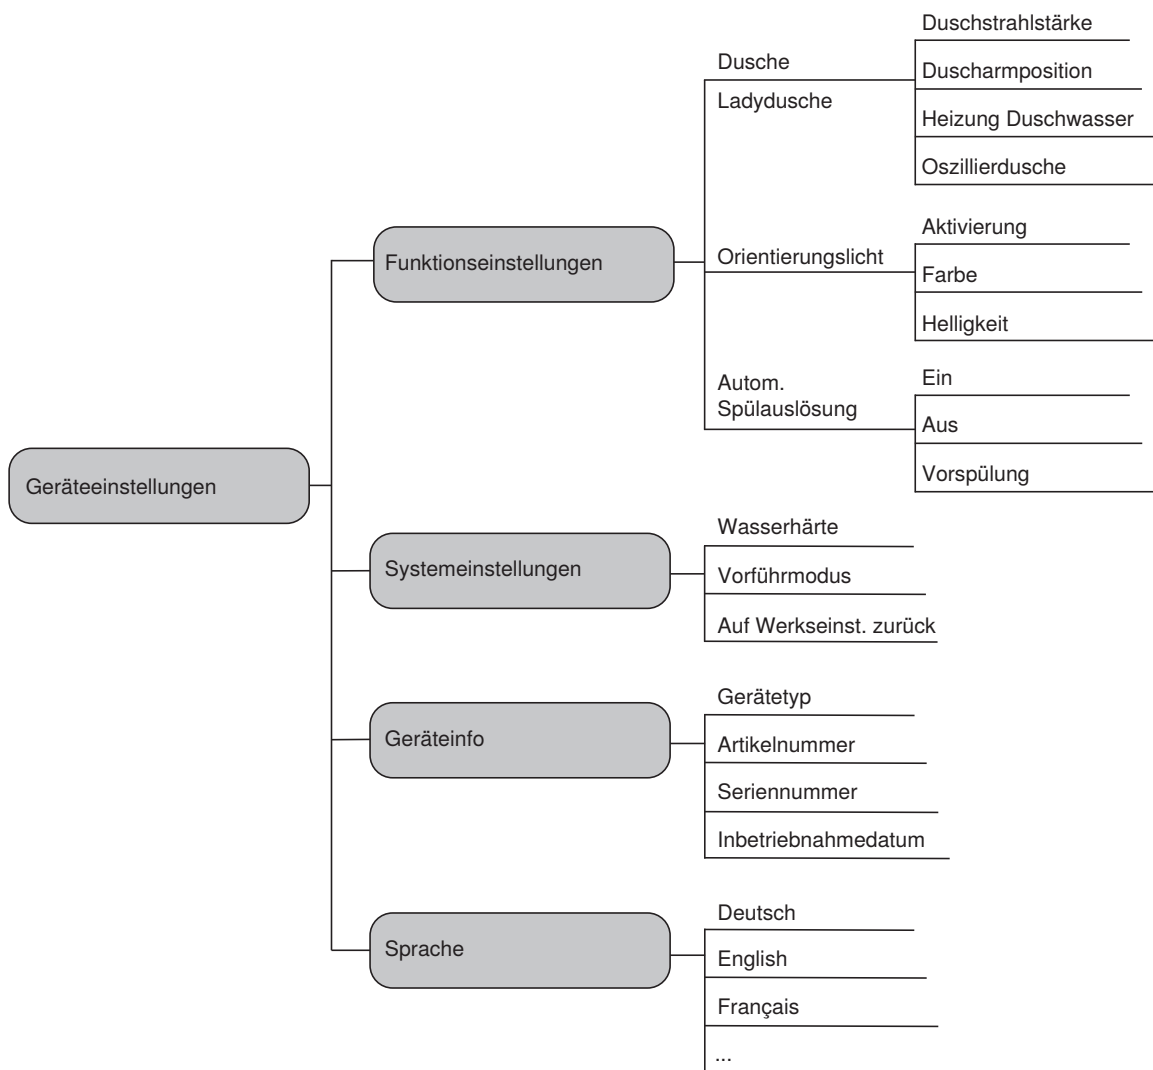 Geräteeinstellungen
Funktionseinstellungen
Dusche
Ladydusche
Duschstrahlstärke
Duscharmposition
Heizung Duschwasser
Oszillierdusche
Orientierungslicht
Aktivierung
Farbe
Helligkeit
Autom.
Spülauslösung
Ein
Aus
Vorspülung
Systemeinstellungen
Wasserhärte
Vorführmodus
Auf Werkseinst. zurück
Geräteinfo
Gerätetyp
Artikelnummer
Seriennummer
Inbetriebnahmedatum
Sprache
Deutsch
English
Français
...